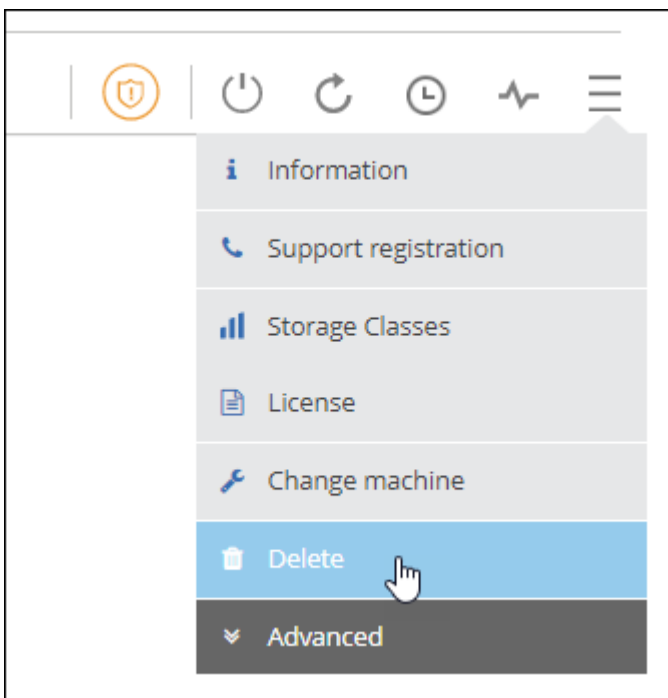 Information
Support registration
Storage Classes
License
Change machine
Delete
Advanced